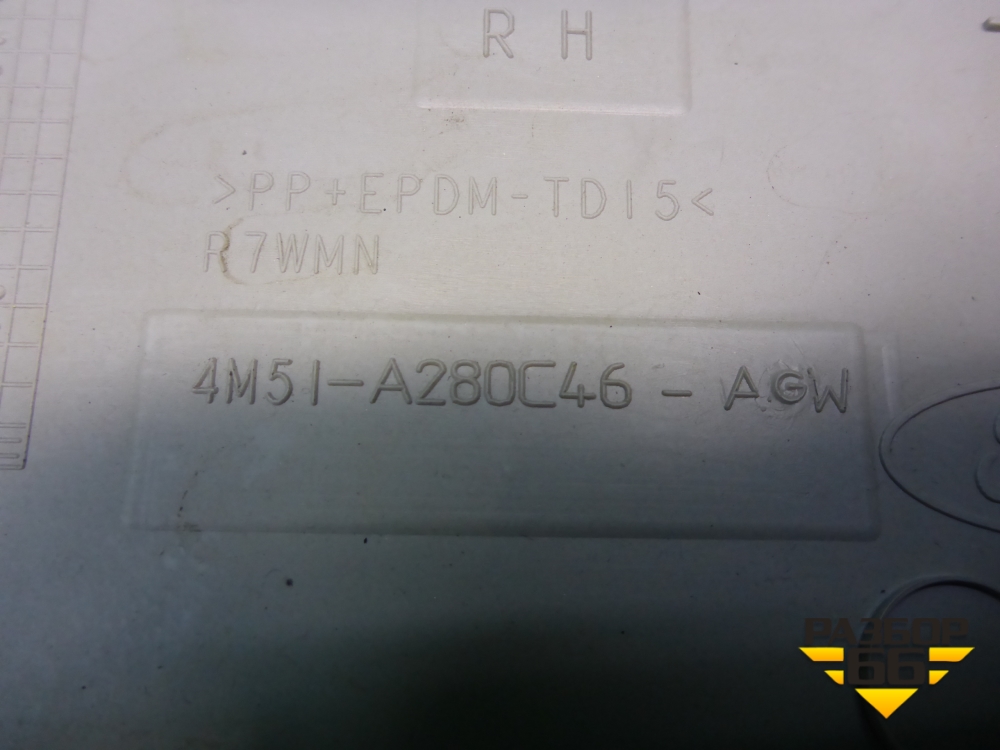 R H
>PP+EPDM-TD15<
R7WMN
4M51-A280C46 - AGW
РАЗБОР
66